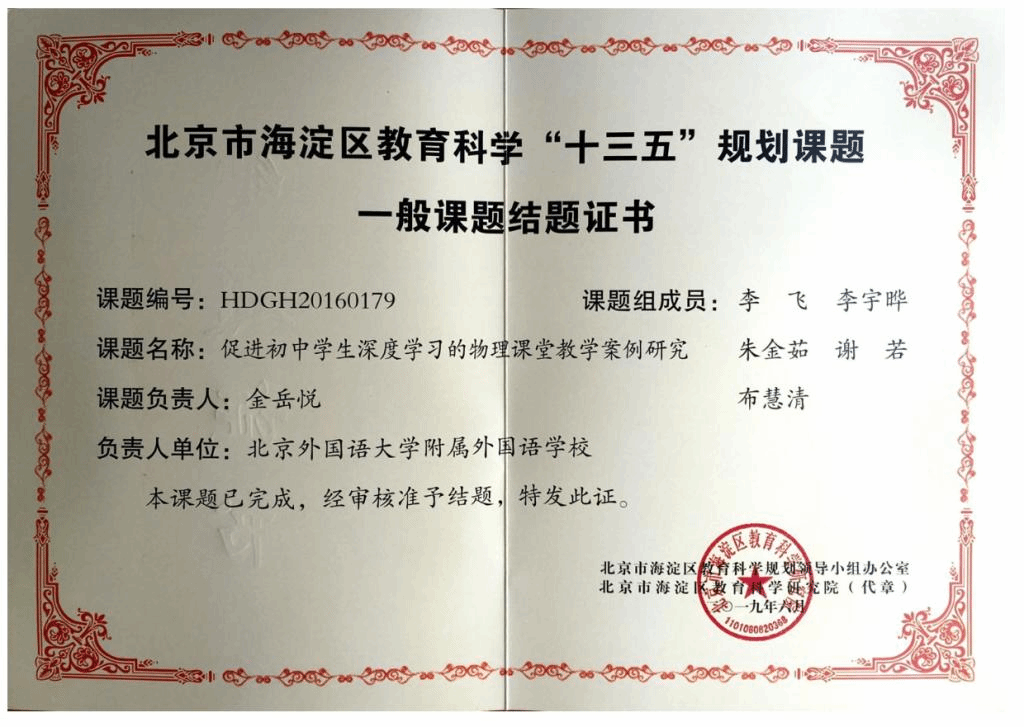 北京市海淀区教育科学“十三五”规划课题
一般课题结题证书
课题编号：HDGH20160179
课题名称：促进初中学生深度学习的物理课堂教学案例研究
课题负责人：金岳悦
负责人单位：北京外国语大学附属外国语学校
课题组成员：李 飞 李宇晔
朱金茹 谢 若
布慧清
本课题已完成，经审核准予结题，特发此证。
北京市海淀区教育科学规划领导小组办公室
北京市海淀区教育科学研究院（代章）
二〇一九年六月
1101080820368